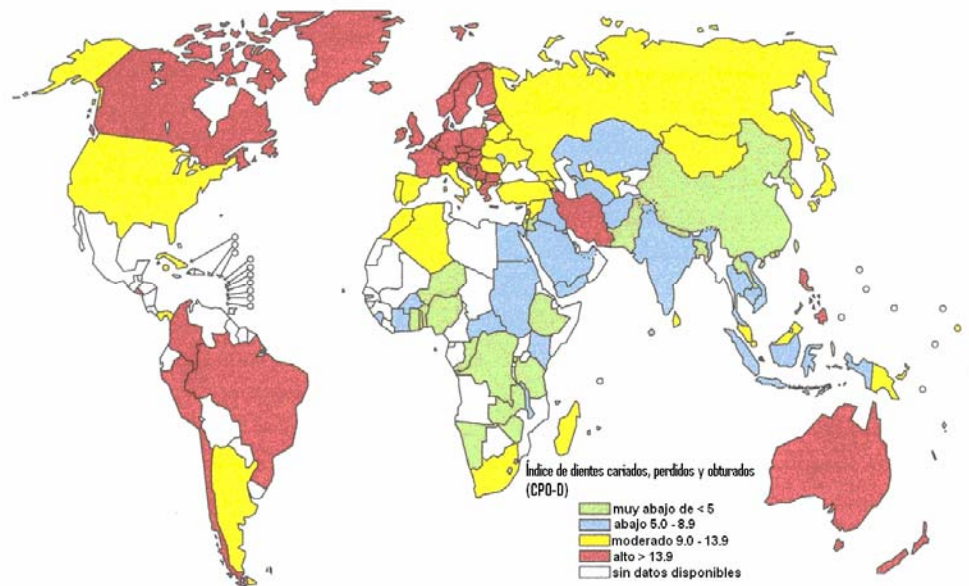 Índice de dientes cariados, perdidos y obturados
(CPO-D)
muy abajo de < 5
abajo 5.0 - 8.9
moderado 9.0 - 13.9
alto > 13.9
sin datos disponibles